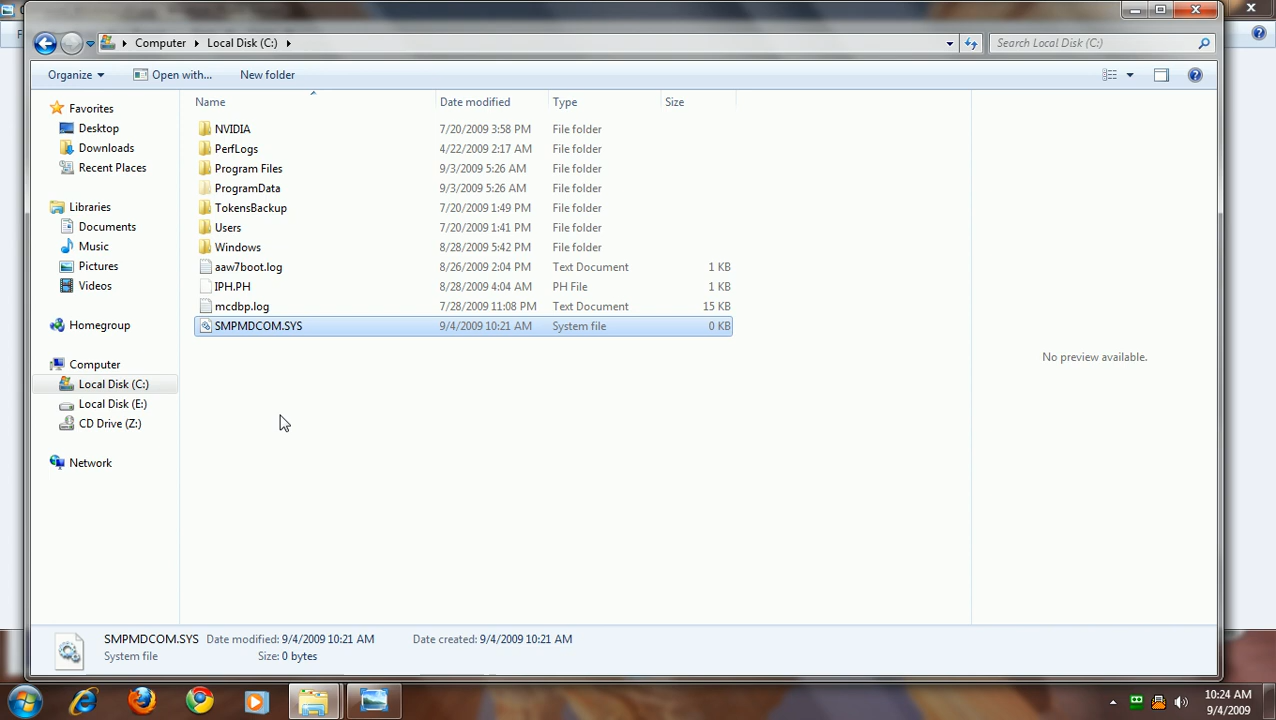 Computer Local Disk (C:)
Search Local Disk (C:)
Organize Open with... New folder
Name Date modified Type Size
Favorites
Desktop
Downloads
Recent Places
Libraries
Documents
Music
Pictures
Videos
Homegroup
Computer
Local Disk (C:)
Local Disk (E:)
CD Drive (Z:)
Network
NVIDIA 7/20/2009 3:58 PM File folder
PerfLogs 4/22/2009 2:17 AM File folder
Program Files 9/3/2009 5:26 AM File folder
ProgramData 9/3/2009 5:26 AM File folder
TokensBackup 7/20/2009 1:49 PM File folder
Users 7/20/2009 1:41 PM File folder
Windows 8/28/2009 5:42 PM File folder
aaw7boot.log 8/26/2009 2:04 PM Text Document 1 KB
IPH.PH 8/28/2009 4:04 AM PH File 1 KB
mcdbp.log 7/28/2009 11:08 PM Text Document 15 KB
SMPMDCOM.SYS 9/4/2009 10:21 AM System file 0 KB
No preview available.
SMPMDCOM.SYS Date modified: 9/4/2009 10:21 AM Date created: 9/4/2009 10:21 AM
System file Size: 0 bytes
10:24 AM
9/4/2009